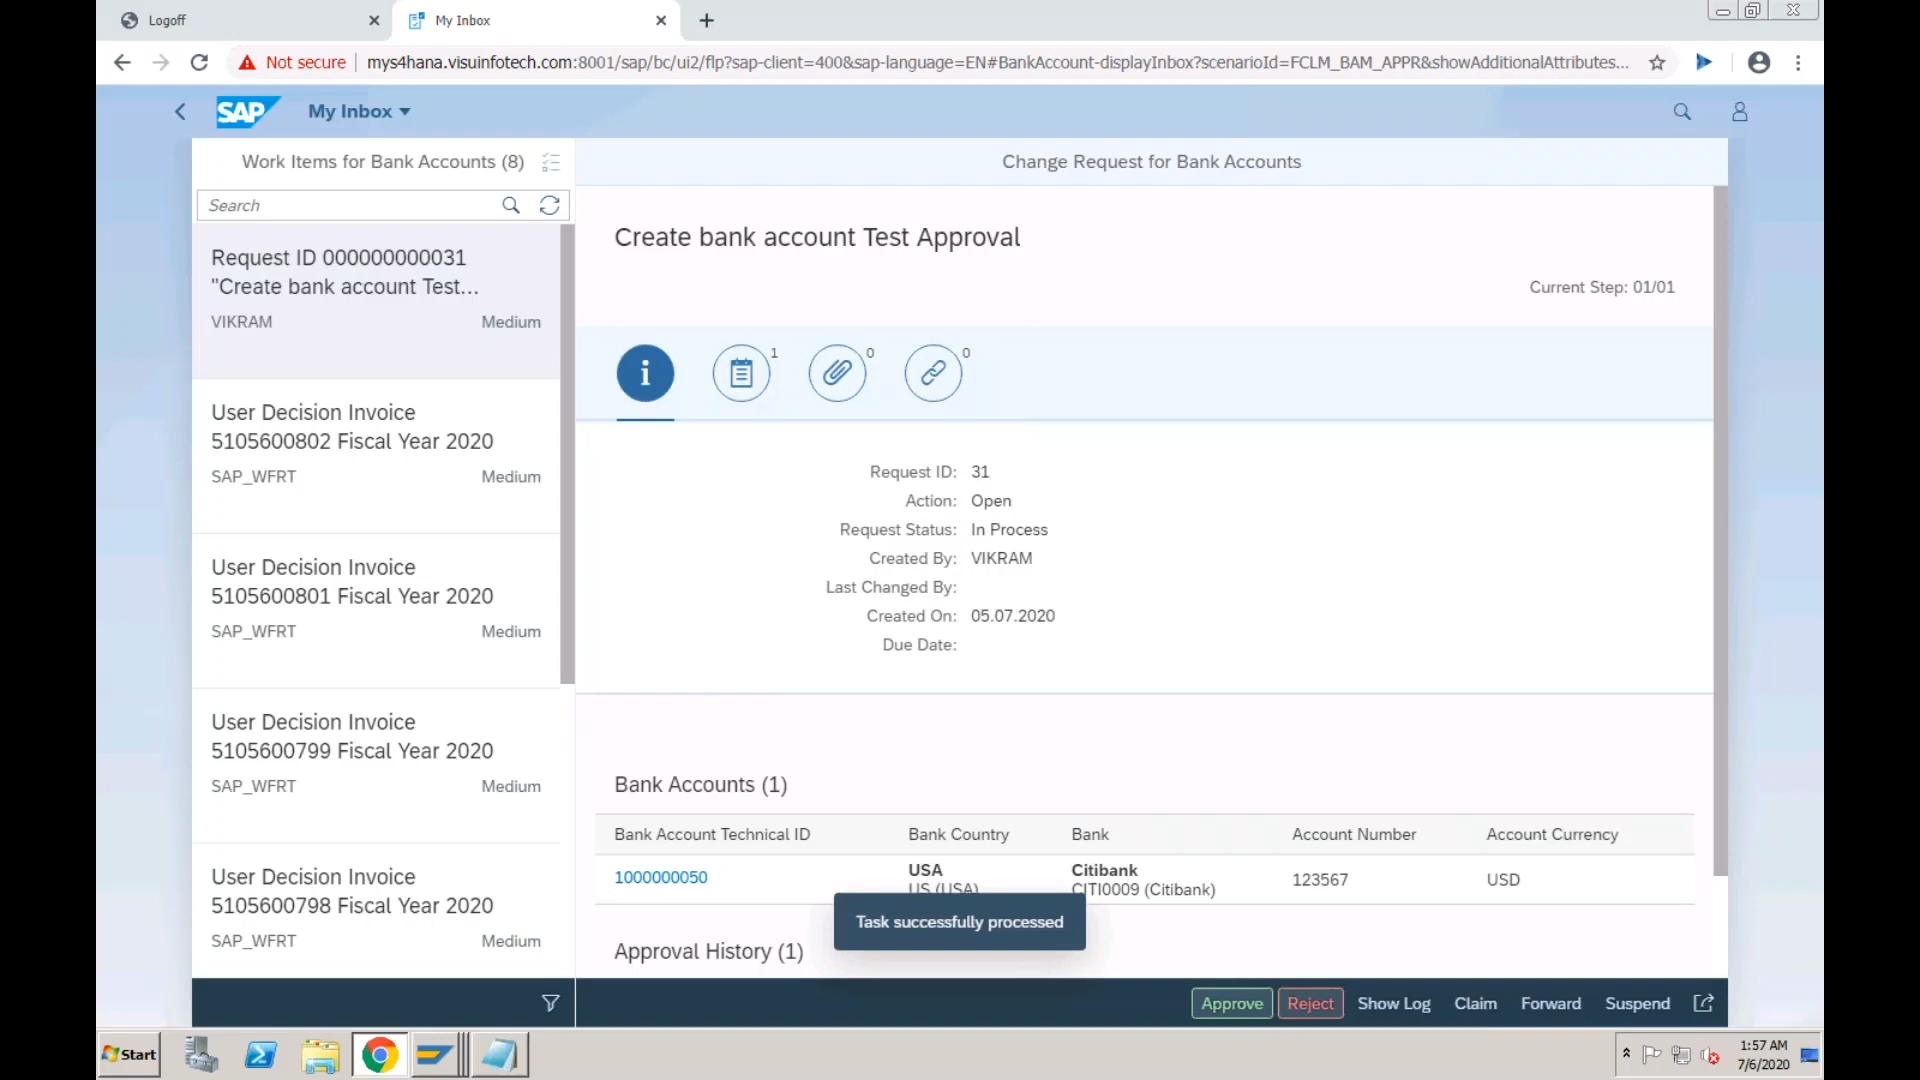 Logoff
My Inbox
Not secure
mys4hana.visuinfotech.com:8001/sap/bc/ui2/flp?sap-client=400&sap-language=EN#BankAccount-displayInbox?scenarioId=FCLM_BAM_APPR&showAdditionalAttributes...
SAP
My Inbox
Work Items for Bank Accounts (8)
Change Request for Bank Accounts
Search
Request ID 000000000031
"Create bank account Test...
VIKRAM
Medium
User Decision Invoice
5105600802 Fiscal Year 2020
SAP_WFRT
Medium
User Decision Invoice
5105600801 Fiscal Year 2020
SAP_WFRT
Medium
User Decision Invoice
5105600799 Fiscal Year 2020
SAP_WFRT
Medium
User Decision Invoice
5105600798 Fiscal Year 2020
SAP_WFRT
Medium
Create bank account Test Approval
Current Step: 01/01
1
0
0
Request ID: 31
Action: Open
Request Status: In Process
Created By: VIKRAM
Last Changed By:
Created On: 05.07.2020
Due Date:
Bank Accounts (1)
Bank Account Technical ID Bank Country Bank Account Number Account Currency
1000000050 USA Citibank 123567 USD
US (USA) CITI0009 (Citibank)
Task successfully processed
Approval History (1)
Approve Reject Show Log Claim Forward Suspend
Start
1:57 AM
7/6/2020